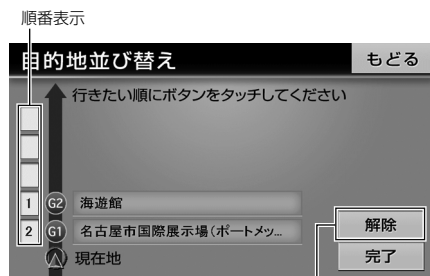 順番表示
目的地並び替え
もどる
行きたい順にボタンをタッチしてください
1 G2 海遊館
2 G1 名古屋市国際展示場(ポートメッ...
解除
現在地
完了